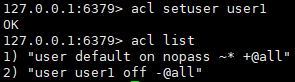 127.0.0.1:6379> acl setuser user1
OK
127.0.0.1:6379> acl list
1) "user default on nopass ~* +@all"
2) "user user1 off -@all"